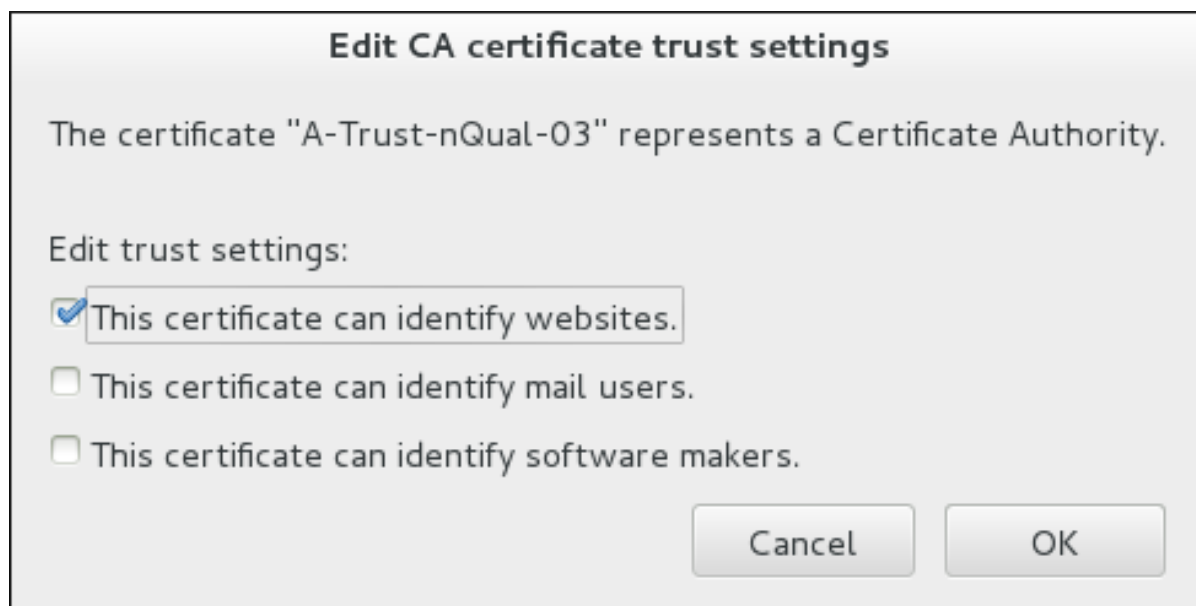 Edit CA certificate trust settings
The certificate "A-Trust-nQual-03" represents a Certificate Authority.
Edit trust settings:
This certificate can identify websites.
This certificate can identify mail users.
This certificate can identify software makers.
Cancel OK